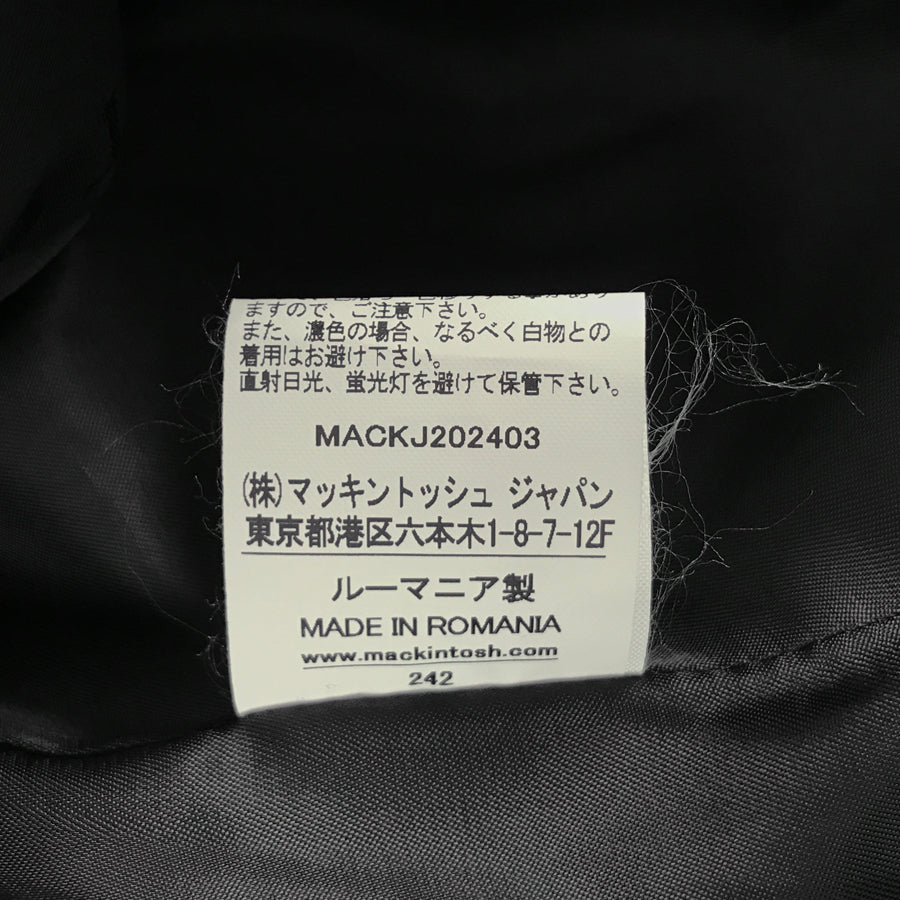 ますので、ご注意下さい。
また、濃色の場合、なるべく白物との
着用はお避け下さい。
直射日光、蛍光灯を避けて保管下さい。
MACKJ202403
(株)マッキントッシュ ジャパン
東京都港区六本木1-8-7-12F
ルーマニア製
MADE IN ROMANIA
www.mackintosh.com
242